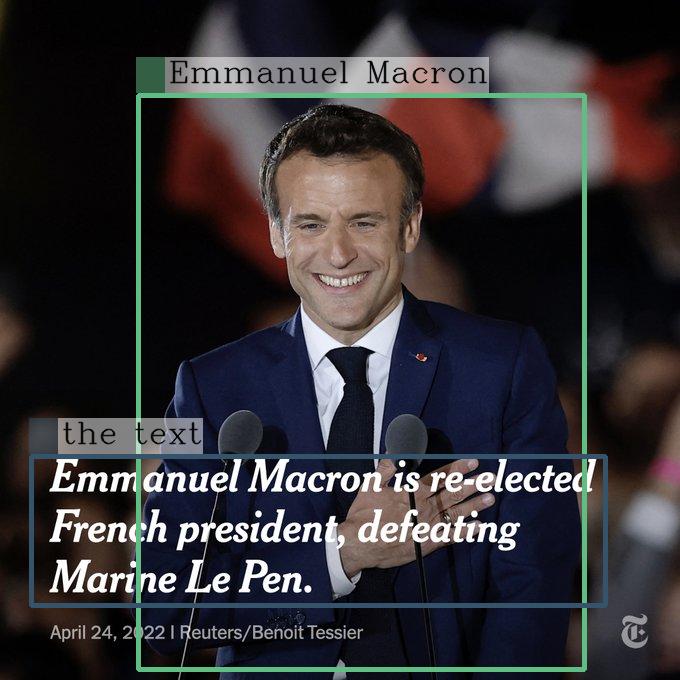 Emmanuel Macron
the text
Emmanuel Macron is re-elected
French president, defeating
Marine Le Pen.
April 24, 2022 | Reuters/Benoit Tessier
T